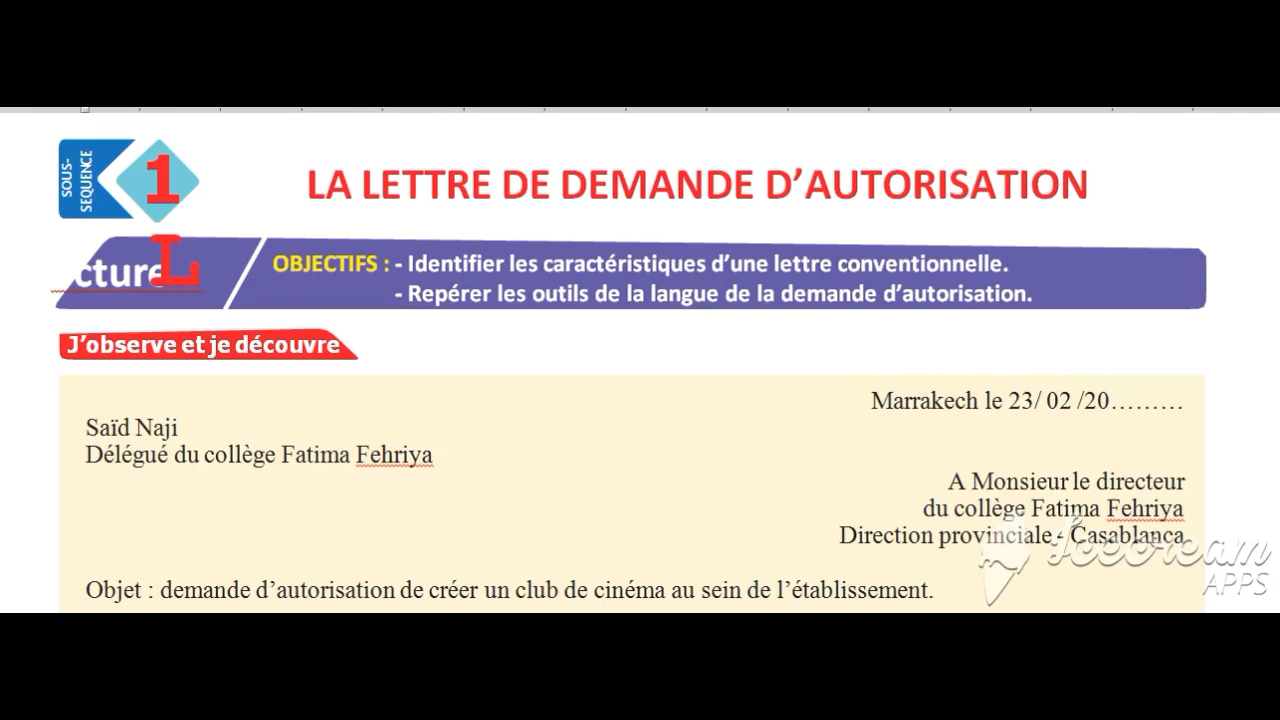 SOUS-
SEQUENCE
1
LA LETTRE DE DEMANDE D’AUTORISATION
L
cture
OBJECTIFS : - Identifier les caractéristiques d’une lettre conventionnelle.
- Repérer les outils de la langue de la demande d’autorisation.
J’observe et je découvre
Marrakech le 23/ 02 /20………
Saïd Naji
Délégué du collège Fatima Fehriya
A Monsieur le directeur
du collège Fatima Fehriya
Direction provinciale - Casablanca
Objet : demande d’autorisation de créer un club de cinéma au sein de l’établissement.
Icecream
APPS